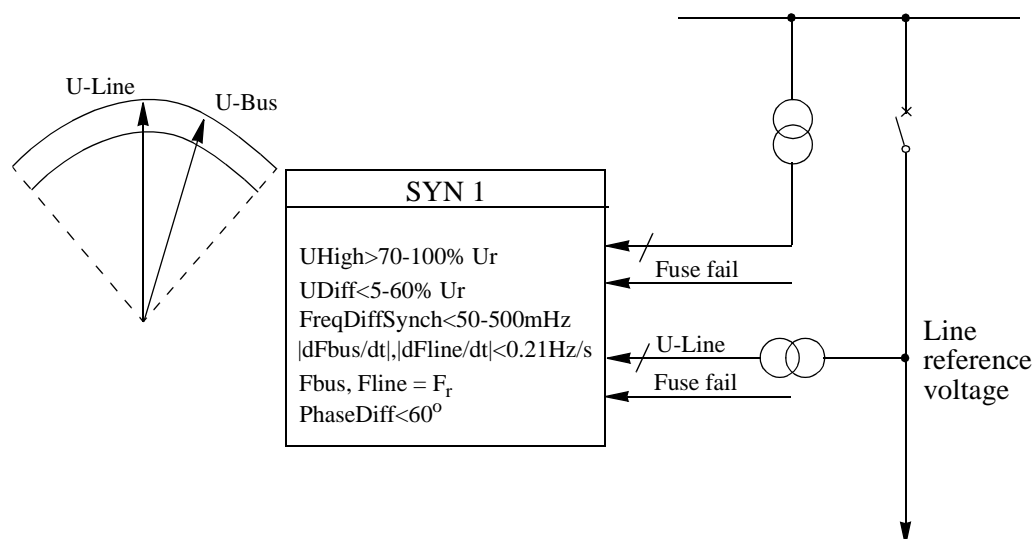 U-Line
U-Bus
SYN 1
UHigh>70-100% Ur
UDiff<5-60% Ur
FreqDiffSynch<50-500mHz
|dFbus/dt|,|dFline/dt|<0.21Hz/s
Fbus, Fline = Fr
PhaseDiff<60o
Fuse fail
U-Line
Fuse fail
Line
reference
voltage